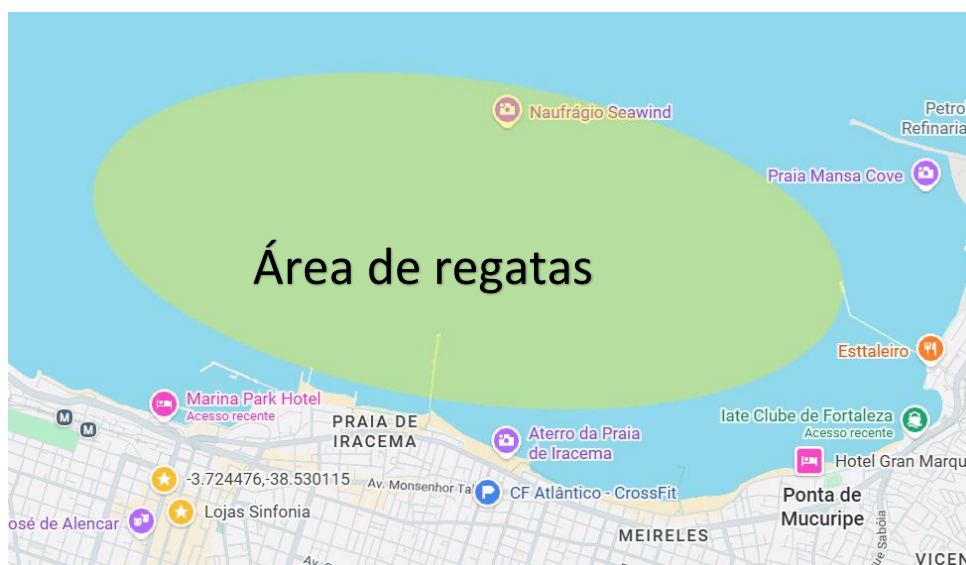 Naufrágio Seawind
Petro
Refinaria
Praia Mansa Cove
Área de regatas
Esttaleiro
Marina Park Hotel
Acesso recente
M
M
PRAIA DE
IRACEMA
Aterro da Praia
de Iracema
Iate Clube de Fortaleza
Acesso recente
Hotel Gran Marqu
-3.724476,-38.530115
Av. Monsenhor Ta
P
CF Atlântico - CrossFit
Lojas Sinfonia
osé de Alencar
Ponta de
Mucuripe
MEIRELES
Sabóia
VICEN